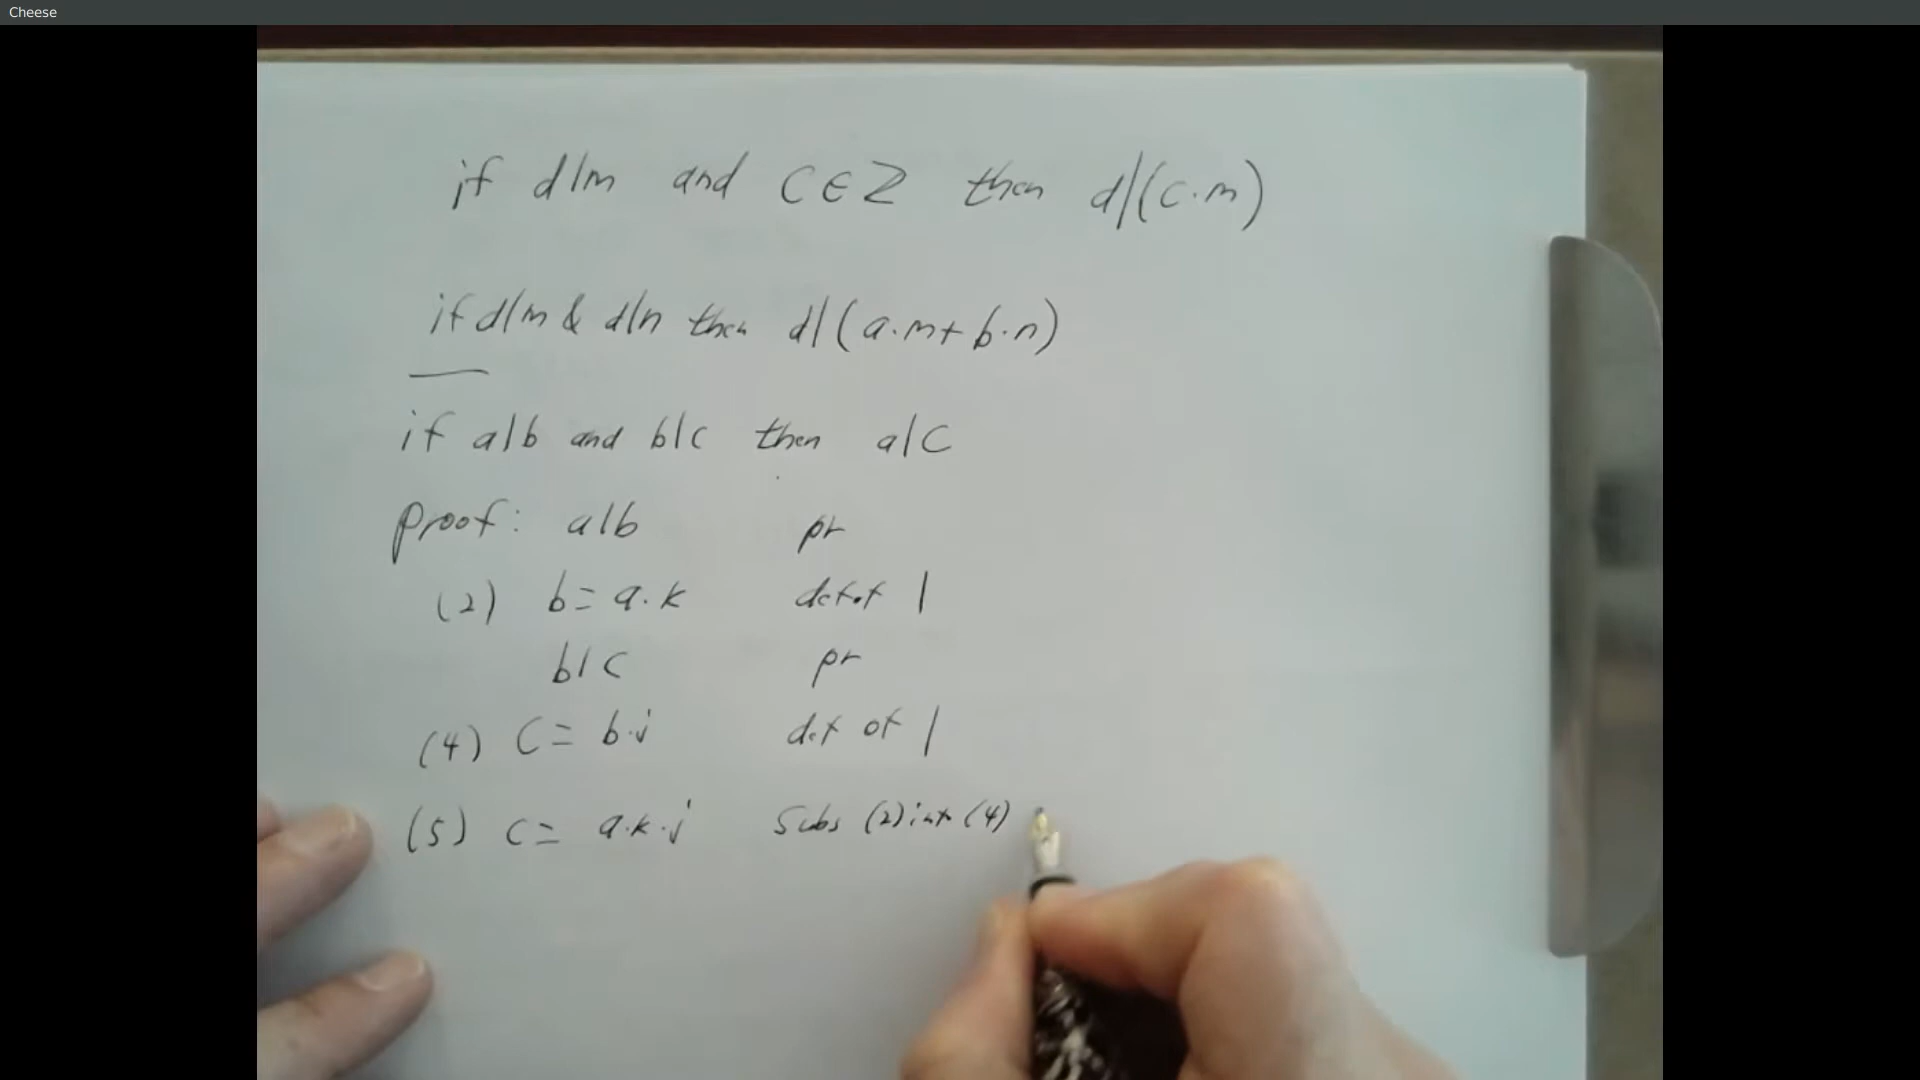 Cheese
if d|m and C∈Z then d|(c·m)
if d|m & d|n then d|(a·m+b·n)
if a|b and b|c then a|C
proof: a|b pr
(2) b= a·k def of |
b|c pr
(4) C= b·j def of |
(5) c= a·k·j Subs (2) into (4)